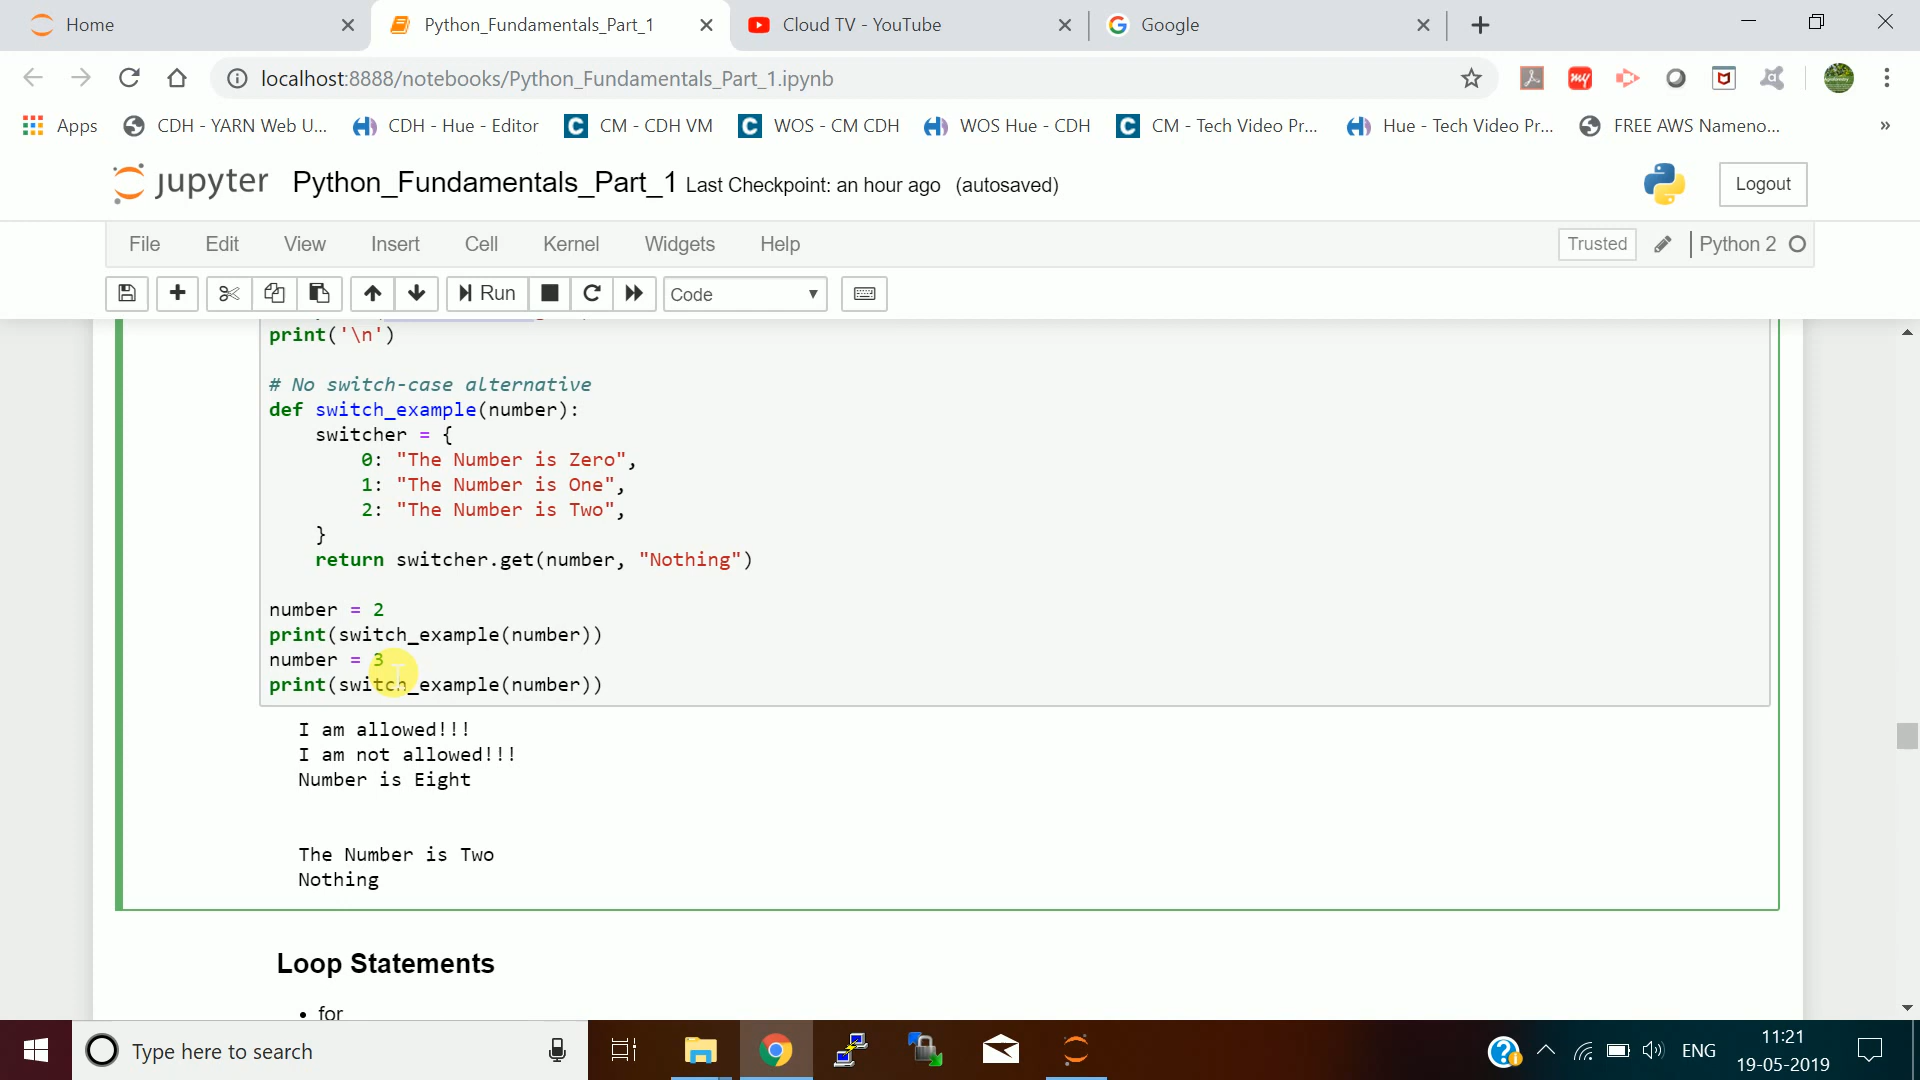 Home
Python_Fundamentals_Part_1
Cloud TV - YouTube
Google
localhost:8888/notebooks/Python_Fundamentals_Part_1.ipynb
Apps
CDH - YARN Web U...
CDH - Hue - Editor
CM - CDH VM
WOS - CM CDH
WOS Hue - CDH
CM - Tech Video Pr...
Hue - Tech Video Pr...
FREE AWS Nameno...
jupyter Python_Fundamentals_Part_1 Last Checkpoint: an hour ago (autosaved)
Logout
File Edit View Insert Cell Kernel Widgets Help
Trusted Python 2
Run Code
print('\n')
# No switch-case alternative
def switch_example(number):
switcher = {
0: "The Number is Zero",
1: "The Number is One",
2: "The Number is Two",
}
return switcher.get(number, "Nothing")
number = 2
print(switch_example(number))
number = 3
print(switch_example(number))
I am allowed!!!
I am not allowed!!!
Number is Eight
The Number is Two
Nothing
Loop Statements
• for
Type here to search
ENG
11:21
19-05-2019